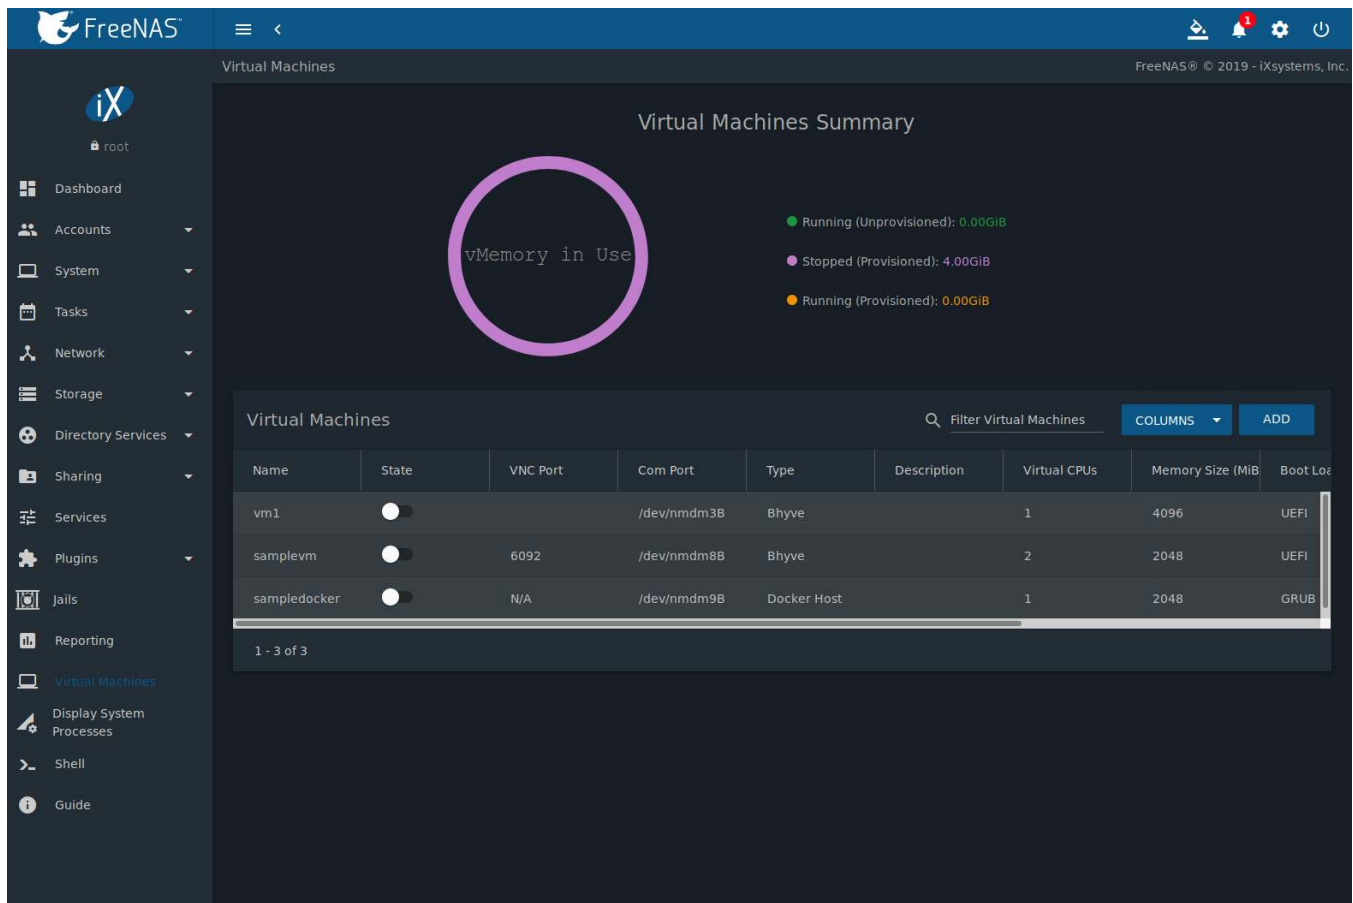 FreeNAS™
1
Virtual Machines
FreeNAS® © 2019 - iXsystems, Inc.
iX
root
Dashboard
Accounts
System
Tasks
Network
Storage
Directory Services
Sharing
Services
Plugins
Jails
Reporting
Virtual Machines
Display System
Processes
Shell
Guide
Virtual Machines Summary
vMemory in Use
Running (Unprovisioned): 0.00GiB
Stopped (Provisioned): 4.00GiB
Running (Provisioned): 0.00GiB
Virtual Machines
Filter Virtual Machines
COLUMNS
ADD
Name State VNC Port Com Port Type Description Virtual CPUs Memory Size (MiB Boot Loa
vm1 /dev/nmdm3B Bhyve 1 4096 UEFI
samplevm 6092 /dev/nmdm8B Bhyve 2 2048 UEFI
sampledocker N/A /dev/nmdm9B Docker Host 1 2048 GRUB
1 - 3 of 3